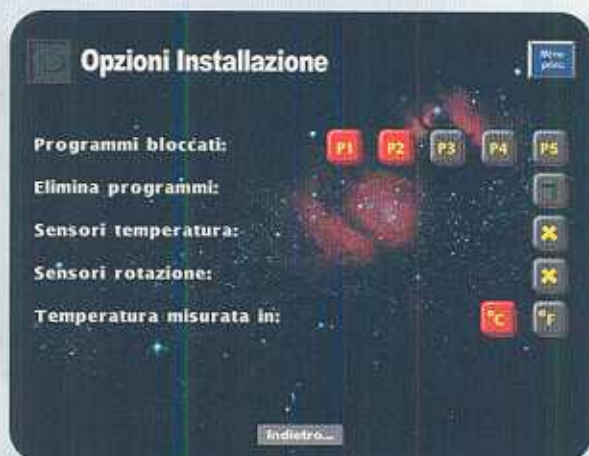 Opzioni Installazione
Menu princ.
Programmi bloccati: P1 P2 P3 P4 P5
Elimina programmi:
Sensori temperatura:
Sensori rotazione:
Temperatura misurata in: °C °F
Indietro...